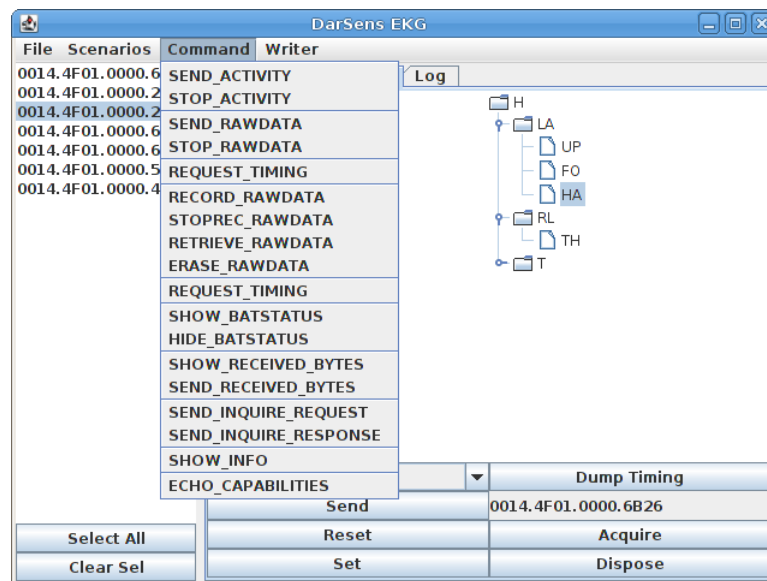 DarSens EKG
File Scenarios Command Writer
0014.4F01.0000.6
0014.4F01.0000.2
0014.4F01.0000.2
0014.4F01.0000.6
0014.4F01.0000.6
0014.4F01.0000.5
0014.4F01.0000.4
SEND_ACTIVITY
STOP_ACTIVITY
SEND_RAWDATA
STOP_RAWDATA
REQUEST_TIMING
RECORD_RAWDATA
STOPREC_RAWDATA
RETRIEVE_RAWDATA
ERASE_RAWDATA
REQUEST_TIMING
SHOW_BATSTATUS
HIDE_BATSTATUS
SHOW_RECEIVED_BYTES
SEND_RECEIVED_BYTES
SEND_INQUIRE_REQUEST
SEND_INQUIRE_RESPONSE
SHOW_INFO
ECHO_CAPABILITIES
Log
H
LA
UP
FO
HA
RL
TH
T
Dump Timing
Send 0014.4F01.0000.6B26
Select All Reset Acquire
Clear Sel Set Dispose